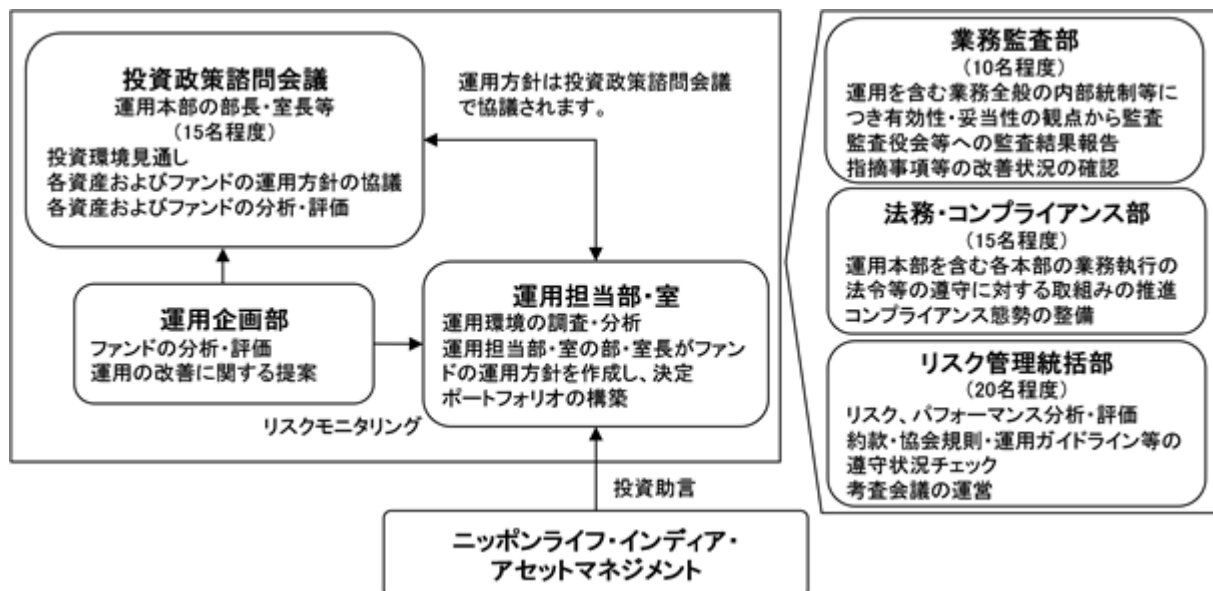 投資政策諮問会議
運用本部の部長・室長等
(15名程度)
投資環境見通し
各資産およびファンドの運用方針の協議
各資産およびファンドの分析・評価
運用方針は投資政策諮問会議
で協議されます。
運用企画部
ファンドの分析・評価
運用の改善に関する提案
リスクモニタリング
運用担当部・室
運用環境の調査・分析
運用担当部・室の部・室長がファン
ドの運用方針を作成し、決定
ポートフォリオの構築
投資助言
ニッポンライフ・インディア・
アセットマネジメント
業務監査部
(10名程度)
運用を含む業務全般の内部統制等に
つき有効性・妥当性の観点から監査
監査役会等への監査結果報告
指摘事項等の改善状況の確認
法務・コンプライアンス部
(15名程度)
運用本部を含む各本部の業務執行の
法令等の遵守に対する取組みの推進
コンプライアンス態勢の整備
リスク管理統括部
(20名程度)
リスク、パフォーマンス分析・評価
約款・協会規則・運用ガイドライン等の
遵守状況チェック
考査会議の運営